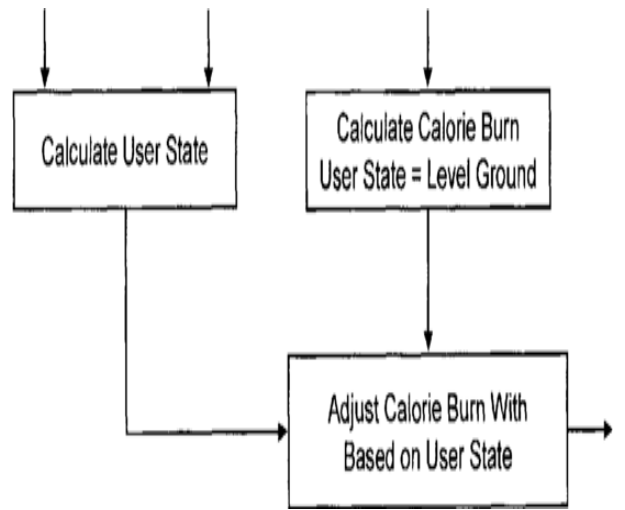 Calculate User State
Calculate Calorie Burn
User State = Level Ground
Adjust Calorie Burn With
Based on User State